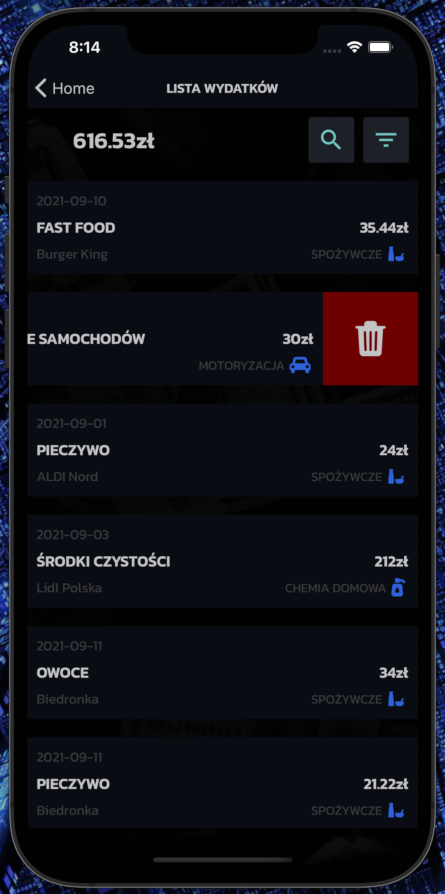 8:14
Home
LISTA WYDATKÓW
616.53zł
2021-09-10
FAST FOOD 35.44zł
Burger King SPOŻYWCZE
E SAMOCHODÓW 30zł
MOTORYZACJA
2021-09-01
PIECZYWO 24zł
ALDI Nord SPOŻYWCZE
2021-09-03
ŚRODKI CZYSTOŚCI 212zł
Lidl Polska CHEMIA DOMOWA
2021-09-11
OWOCE 34zł
Biedronka SPOŻYWCZE
2021-09-11
PIECZYWO 21.22zł
Biedronka SPOŻYWCZE